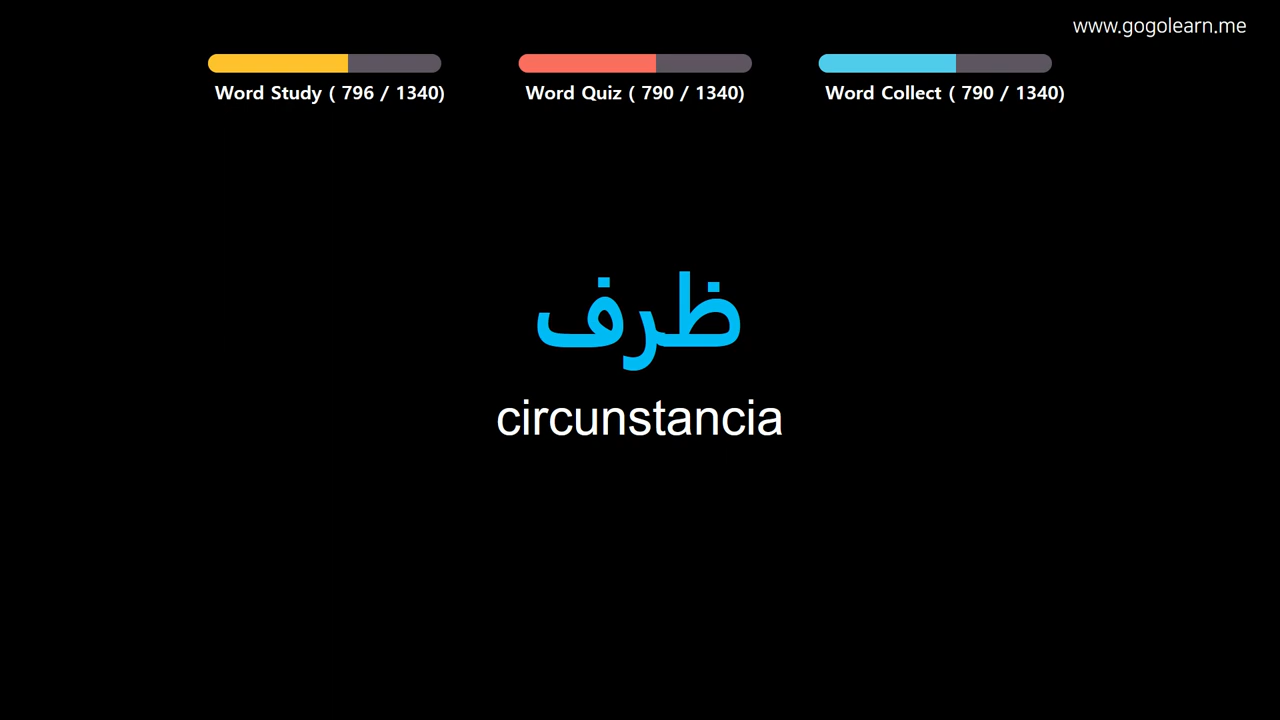 www.gogolearn.me
Word Study ( 796 / 1340)
Word Quiz ( 790 / 1340)
Word Collect ( 790 / 1340)
ظرف
circunstancia